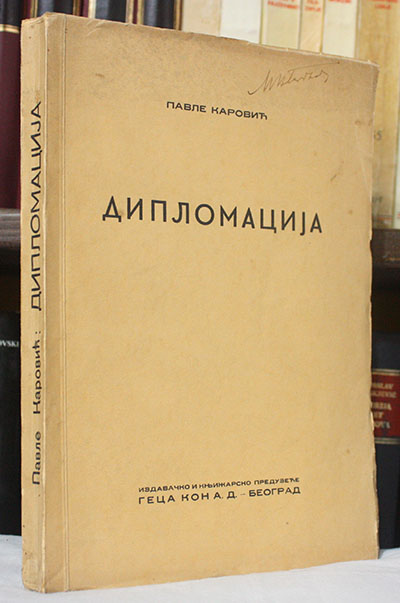 ПАВЛЕ КАРОВИЋ
ДИПЛОМАЦИЈА
ИЗДАВАЧКО И КЊИЖАРСКО ПРЕДУЗЕЋЕ
ГЕЦА КОН А. Д. – БЕОГРАД
Павле Каровић: ДИПЛОМАЦИЈА